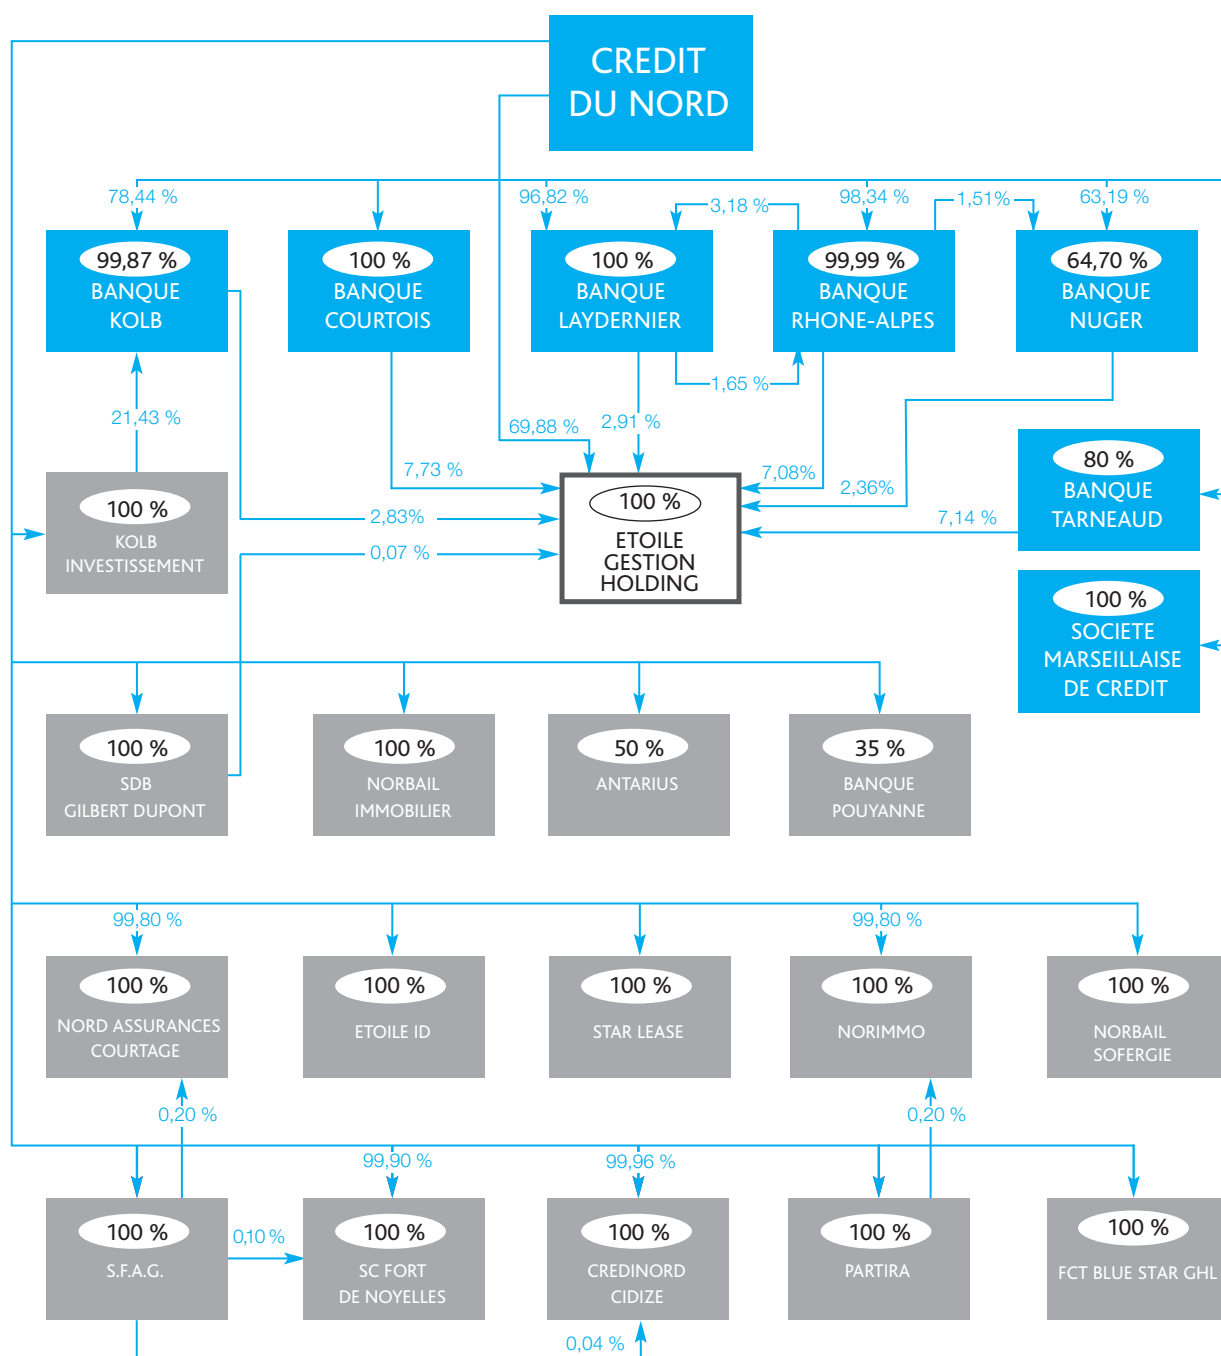 CREDIT
DU NORD
78,44 %
96,82 %
3,18 %
98,34 %
1,51%
63,19 %
99,87 %
BANQUE
KOLB
100 %
BANQUE
COURTOIS
100 %
BANQUE
LAYDERNIER
99,99 %
BANQUE
RHONE-ALPES
64,70 %
BANQUE
NUGER
1,65 %
21,43 %
69,88 %
2,91 %
7,73 %
7,08%
2,36%
2,83%
0,07 %
7,14 %
100 %
KOLB
INVESTISSEMENT
100 %
ETOILE
GESTION
HOLDING
80 %
BANQUE
TARNEAUD
100 %
SOCIETE
MARSEILLAISE
DE CREDIT
100 %
SDB
GILBERT DUPONT
100 %
NORBAIL
IMMOBILIER
50 %
ANTARIUS
35 %
BANQUE
POUYANNE
99,80 %
99,80 %
100 %
NORD ASSURANCES
COURTAGE
100 %
ETOILE ID
100 %
STAR LEASE
100 %
NORIMMO
100 %
NORBAIL
SOFERGIE
0,20 %
0,20 %
99,90 %
99,96 %
100 %
S.F.A.G.
0,10 %
100 %
SC FORT
DE NOYELLES
100 %
CREDINORD
CIDIZE
100 %
PARTIRA
100 %
FCT BLUE STAR GHL
0,04 %